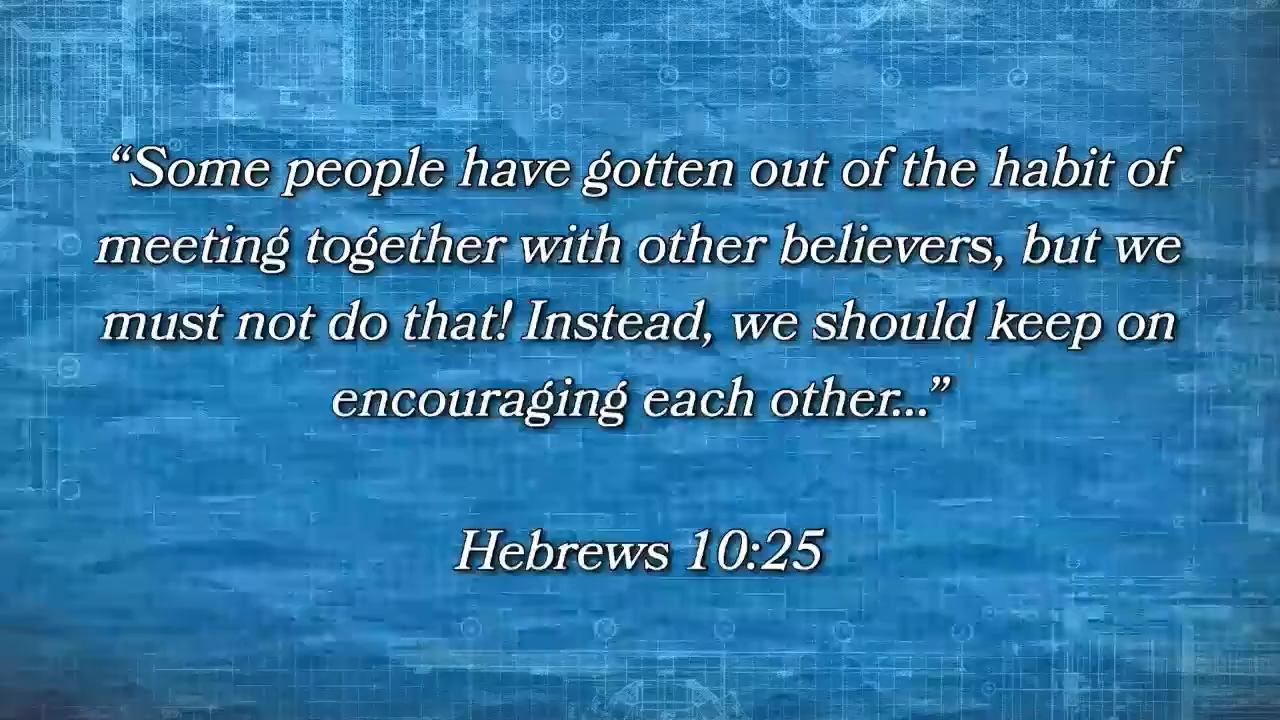 “Some people have gotten out of the habit of
meeting together with other believers, but we
must not do that! Instead, we should keep on
encouraging each other...”
Hebrews 10:25